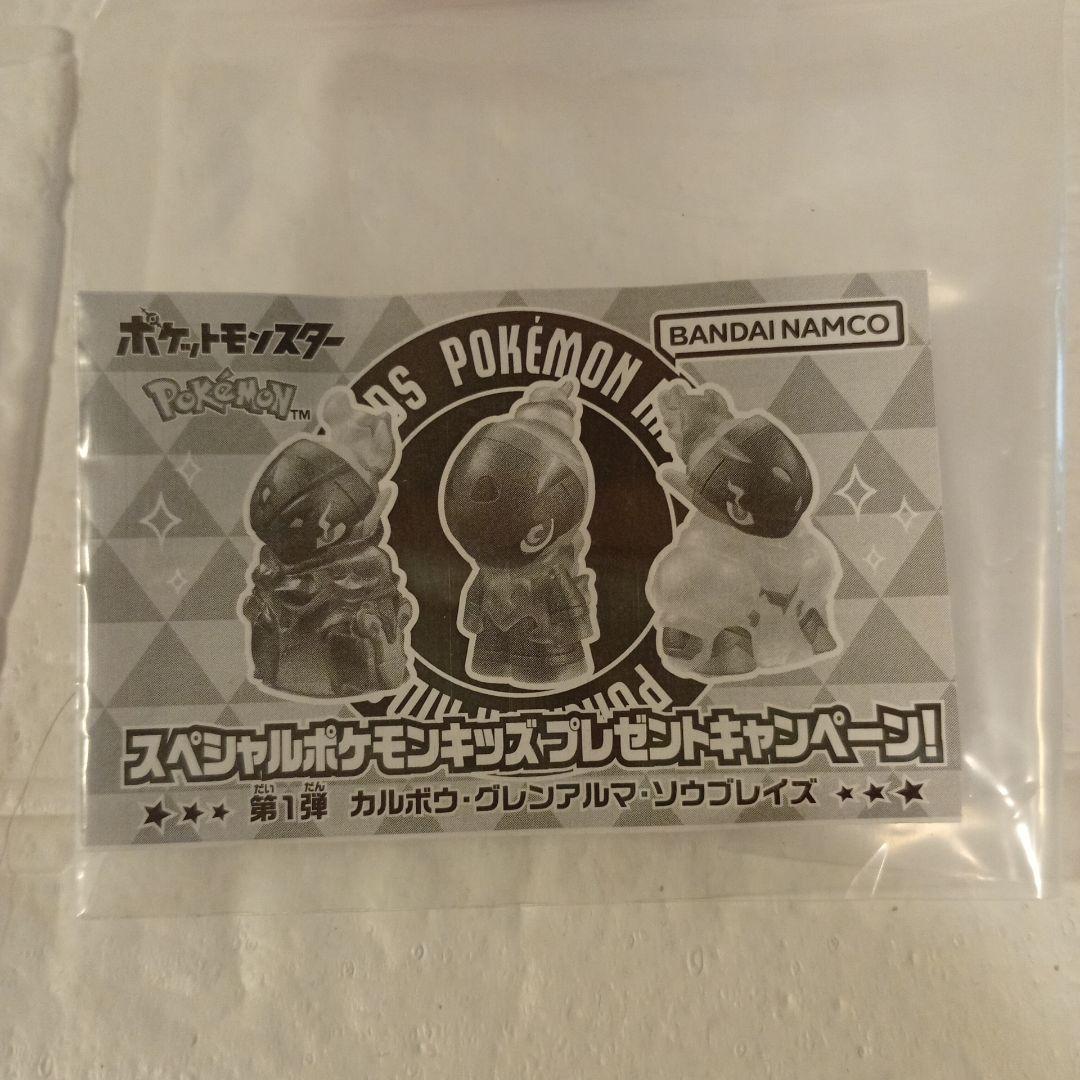 ポケットモンスター
POKÉMON™
BANDAI NAMCO
DS POKÉMON
スペシャルポケモンキッズプレゼントキャンペーン!
だい だん
第1弾 カルボウ・グレンアルマ・ソウブレイズ